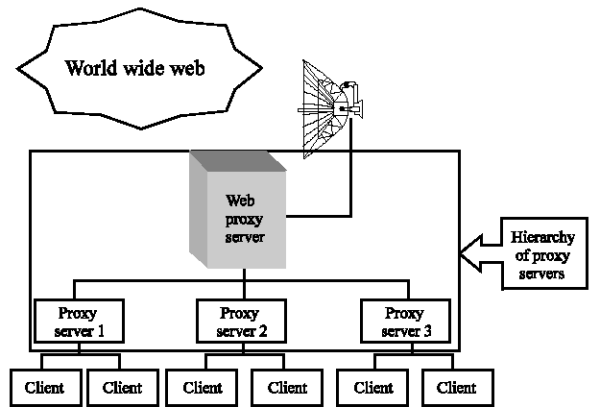 World wide web
Web
proxy
server
Hierarchy
of proxy
servers
Proxy
server 1
Proxy
server 2
Proxy
server 3
Client
Client
Client
Client
Client
Client